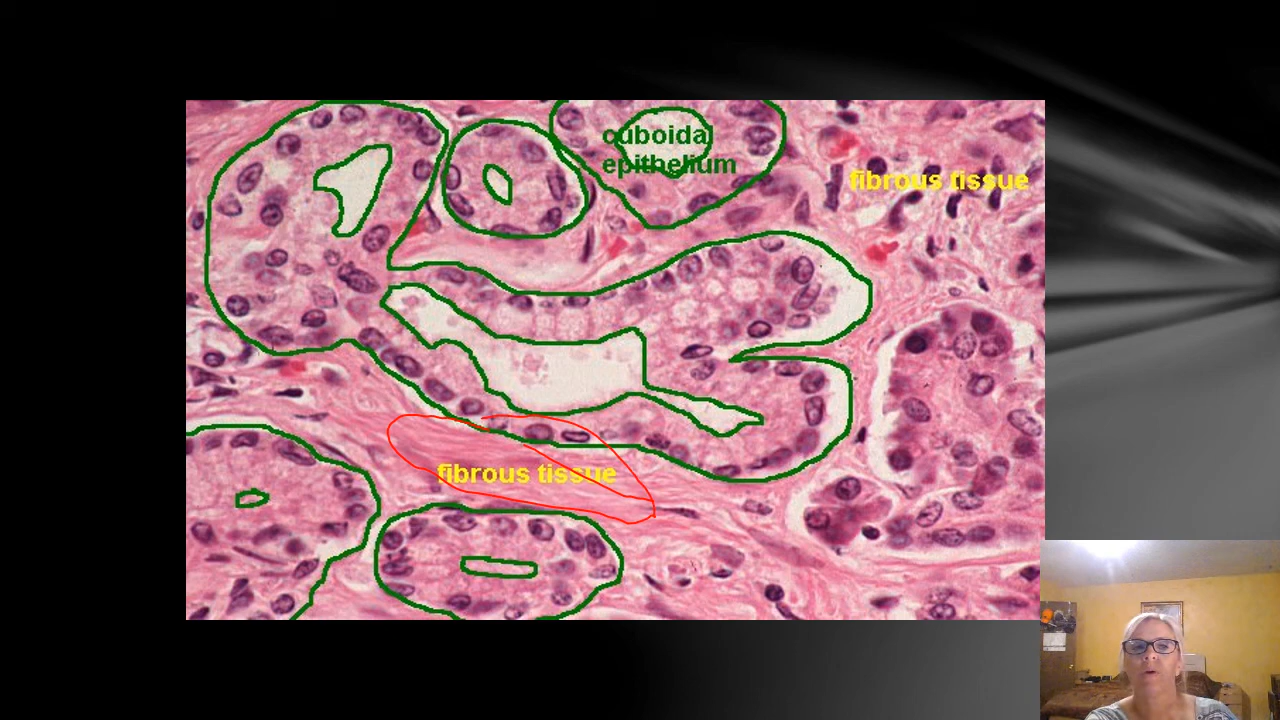 cuboidal
epithelium
fibrous tissue
fibrous tissue